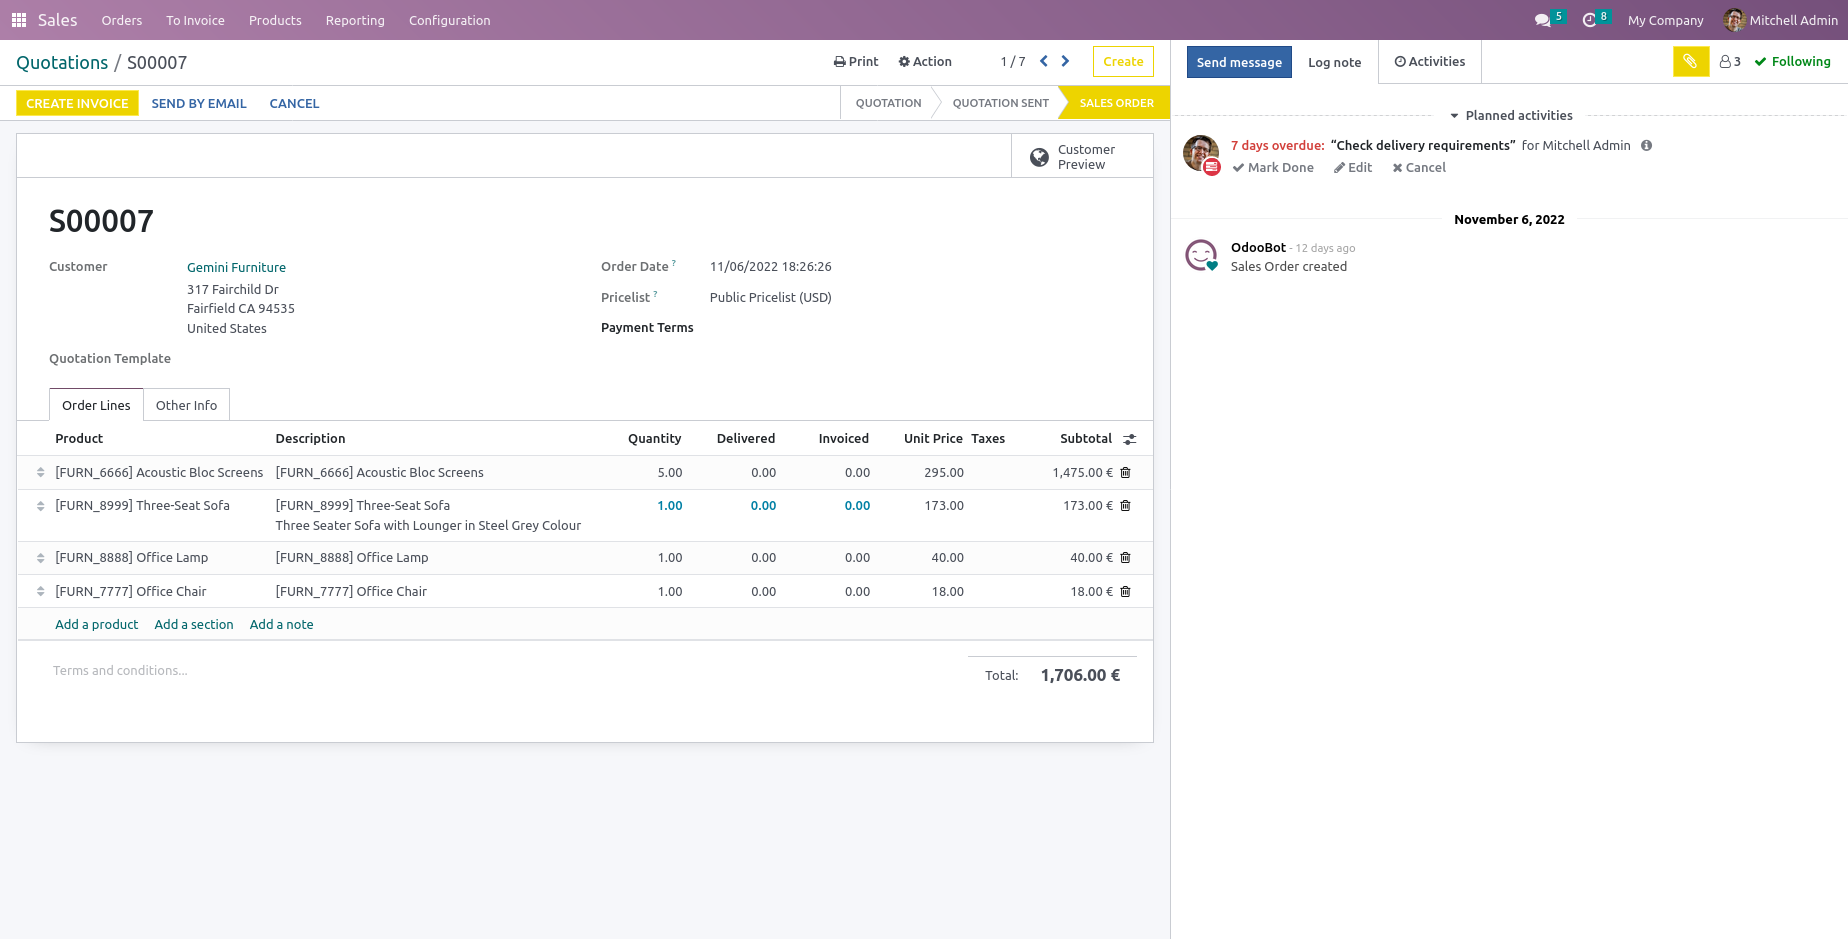 Sales Orders To Invoice Products Reporting Configuration 5 8 My Company Mitchell Admin
Quotations / S00007
Print Action 1 / 7 Create
CREATE INVOICE SEND BY EMAIL CANCEL QUOTATION QUOTATION SENT SALES ORDER
Customer
Preview
S00007
Customer Gemini Furniture
317 Fairchild Dr
Fairfield CA 94535
United States
Quotation Template
Order Date ? 11/06/2022 18:26:26
Pricelist ? Public Pricelist (USD)
Payment Terms
Order Lines Other Info
Product Description Quantity Delivered Invoiced Unit Price Taxes Subtotal
[FURN_6666] Acoustic Bloc Screens [FURN_6666] Acoustic Bloc Screens 5.00 0.00 0.00 295.00 1,475.00 €
[FURN_8999] Three-Seat Sofa [FURN_8999] Three-Seat Sofa 1.00 0.00 0.00 173.00 173.00 €
Three Seater Sofa with Lounger in Steel Grey Colour
[FURN_8888] Office Lamp [FURN_8888] Office Lamp 1.00 0.00 0.00 40.00 40.00 €
[FURN_7777] Office Chair [FURN_7777] Office Chair 1.00 0.00 0.00 18.00 18.00 €
Add a product Add a section Add a note
Terms and conditions... Total: 1,706.00 €
Send message Log note Activities 3 Following
Planned activities
7 days overdue: “Check delivery requirements” for Mitchell Admin
Mark Done Edit Cancel
November 6, 2022
OdooBot - 12 days ago
Sales Order created